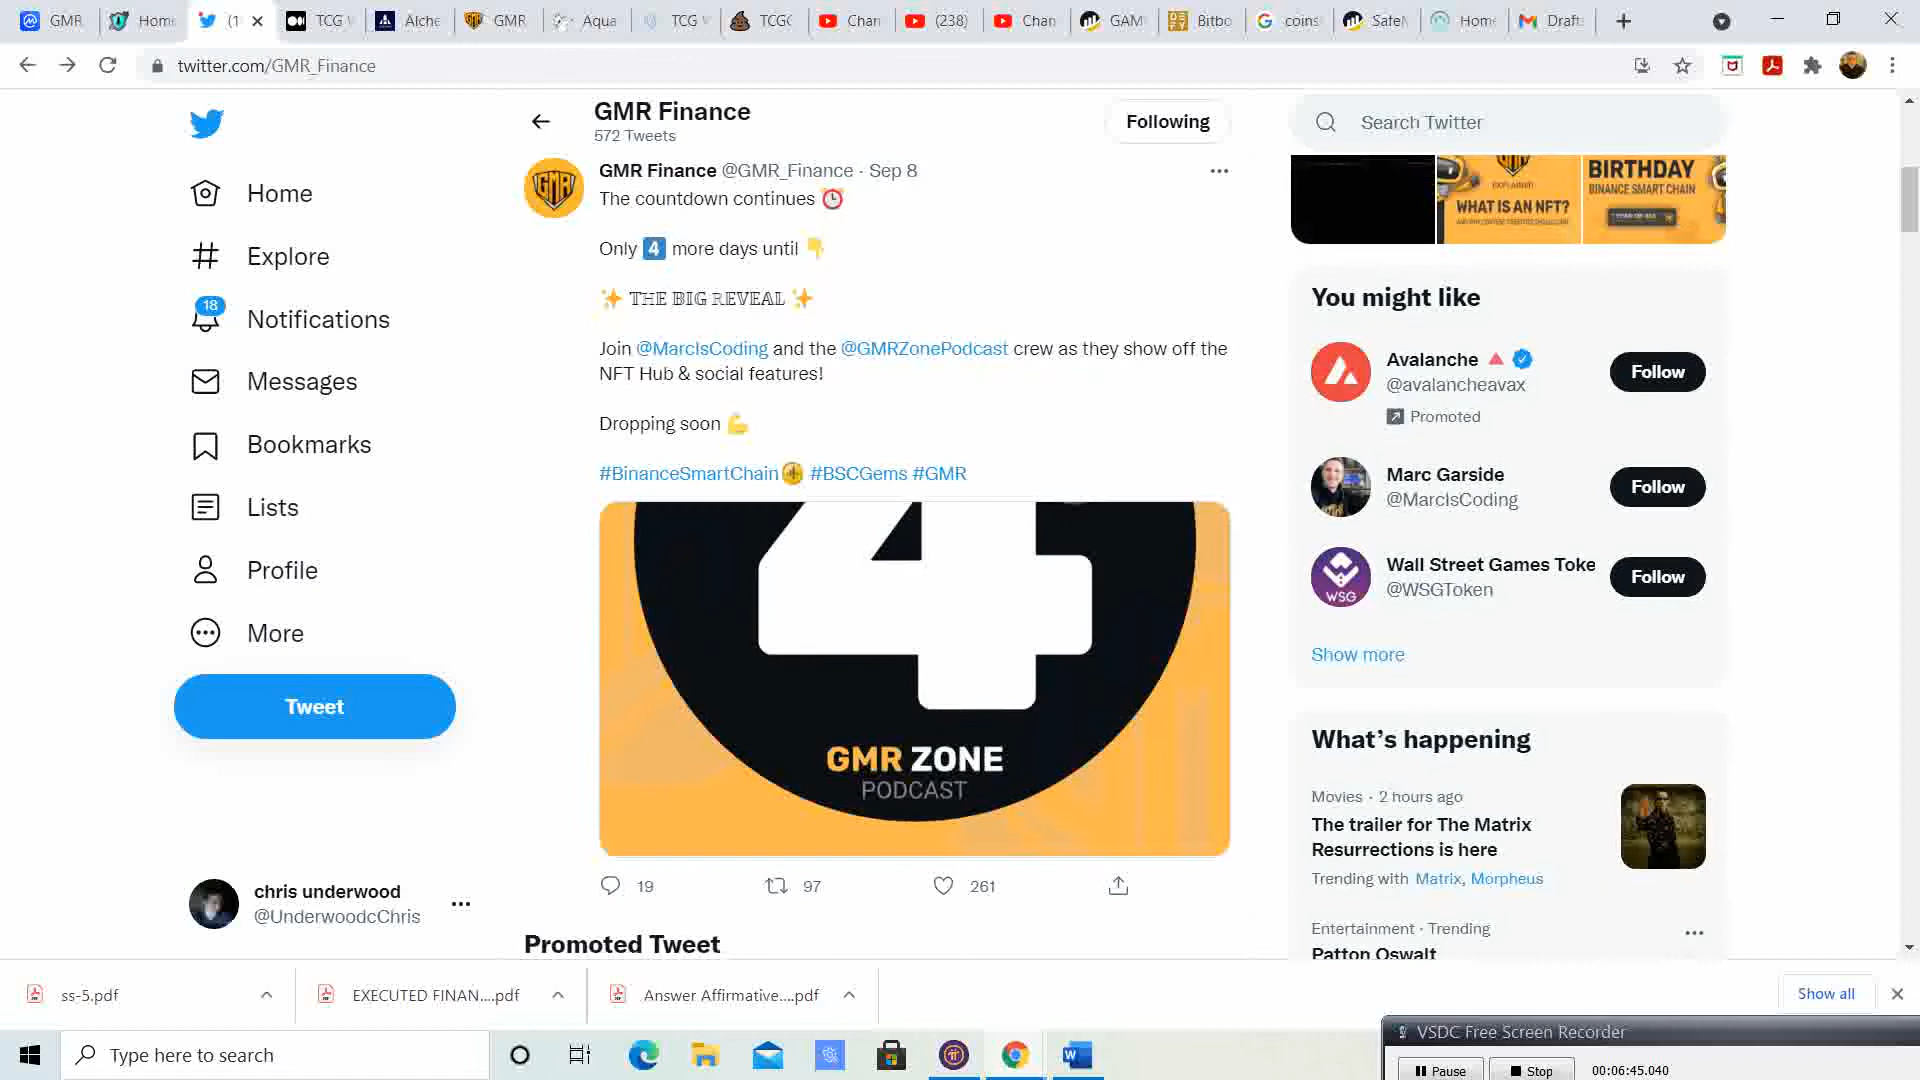 GMR
Home
(1
TCG
Alche
GMR
Aqua
TCG
TCGC
Chan
(238)
Chan
GAM
Bitbo
coins
SafeM
Home
Draft
twitter.com/GMR_Finance
GMR Finance
572 Tweets
Following
Search Twitter
Home
Explore
18
Notifications
Messages
Bookmarks
Lists
Profile
More
Tweet
chris underwood
@UnderwoodcChris
GMR
GMR Finance @GMR_Finance · Sep 8
The countdown continues ⏰
Only 4️⃣ more days until 👇
✨ 𝕋ℍ𝔼 𝔹𝕀𝔾 ℝ𝔼𝕍𝔼𝔸𝕃 ✨
Join @MarcIsCoding and the @GMRZonePodcast crew as they show off the
NFT Hub & social features!
Dropping soon 💪
#BinanceSmartChain #BSCGems #GMR
4
GMR ZONE
PODCAST
19
97
261
Promoted Tweet
EXPLAINED
WHAT IS AN NFT?
BIRTHDAY
BINANCE SMART CHAIN
You might like
Avalanche
@avalancheavax
Promoted
Follow
Marc Garside
@MarcIsCoding
Follow
WSG
Wall Street Games Toke
@WSGToken
Follow
Show more
What's happening
Movies · 2 hours ago
The trailer for The Matrix
Resurrections is here
Trending with Matrix, Morpheus
Entertainment · Trending
Patton Oswalt
ss-5.pdf
EXECUTED FINAN....pdf
Answer Affirmative....pdf
Show all
Type here to search
VSDC Free Screen Recorder
Pause
Stop
00:06:45.040